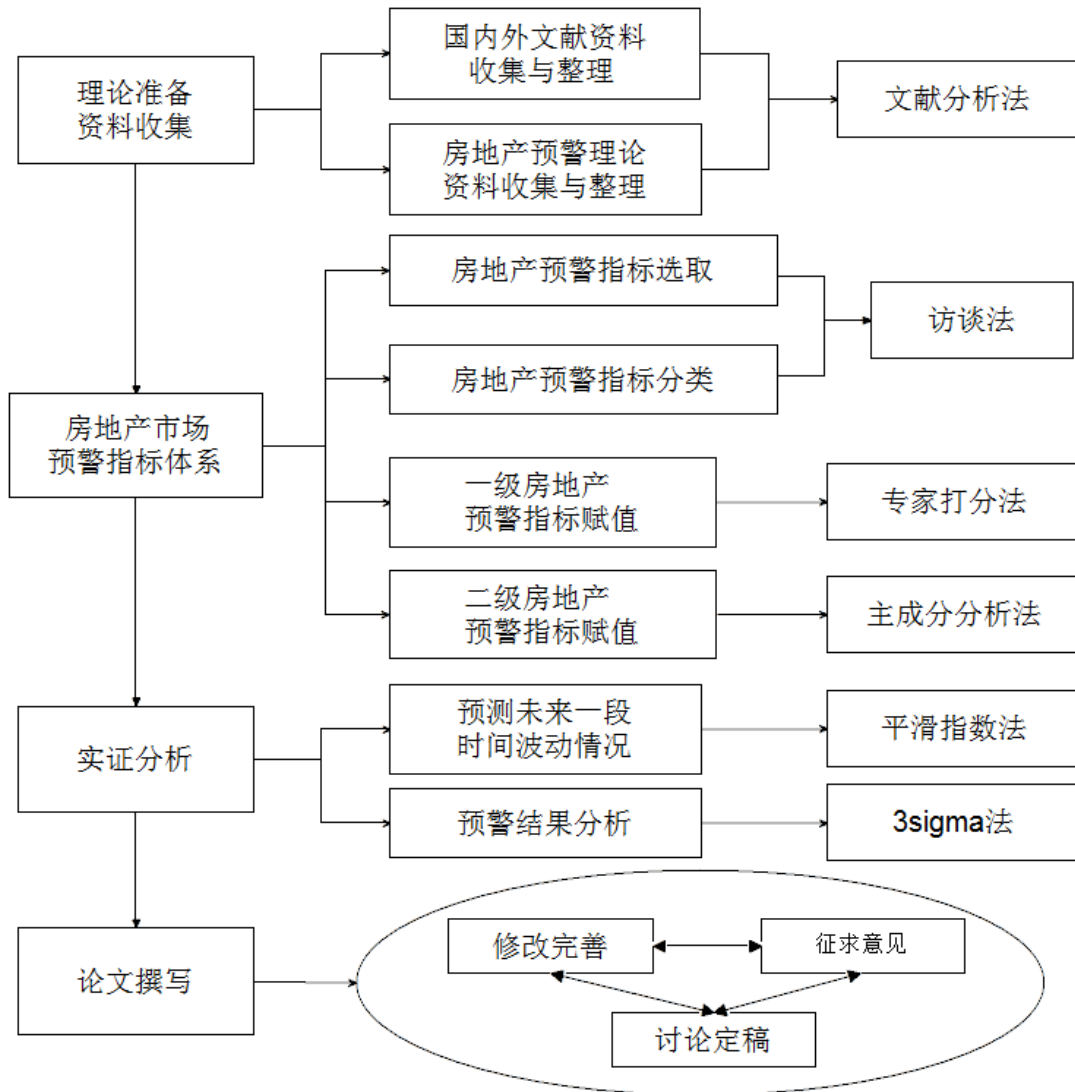 理论准备
资料收集
国内外文献资料
收集与整理
房地产预警理论
资料收集与整理
文献分析法
房地产市场
预警指标体系
房地产预警指标选取
房地产预警指标分类
访谈法
一级房地产
预警指标赋值
专家打分法
二级房地产
预警指标赋值
主成分分析法
实证分析
预测未来一段
时间波动情况
平滑指数法
预警结果分析
3sigma法
论文撰写
修改完善
征求意见
讨论定稿